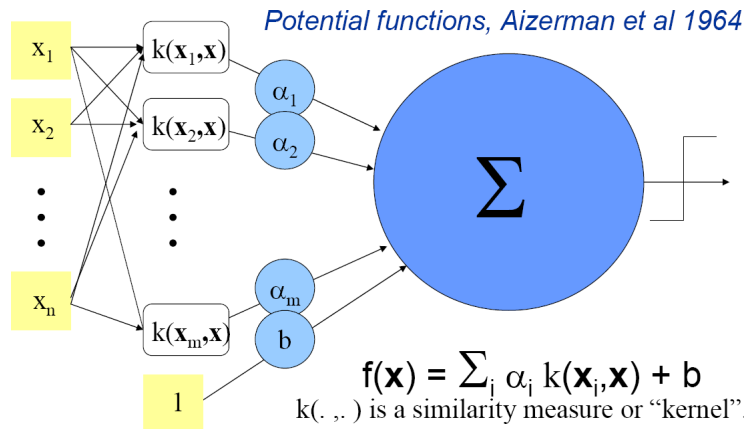 Potential functions, Aizerman et al 1964
x₁
k(𝐱₁,𝐱)
α₁
x₂
k(𝐱₂,𝐱)
α₂
Σ
xₙ
k(𝐱ₘ,𝐱)
αₘ
b
1
f(𝐱) = Σᵢ αᵢ k(𝐱ᵢ,𝐱) + b
k(. ,. ) is a similarity measure or “kernel”.